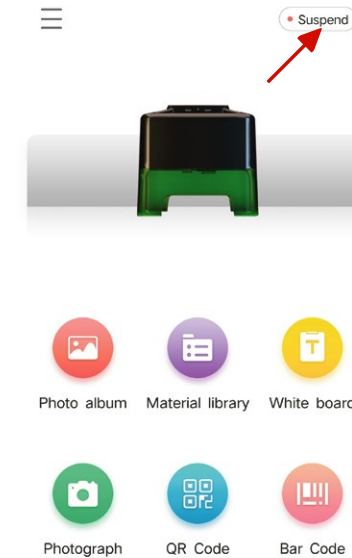 Suspend
Photo album
Material library
White board
Photograph
QR Code
Bar Code